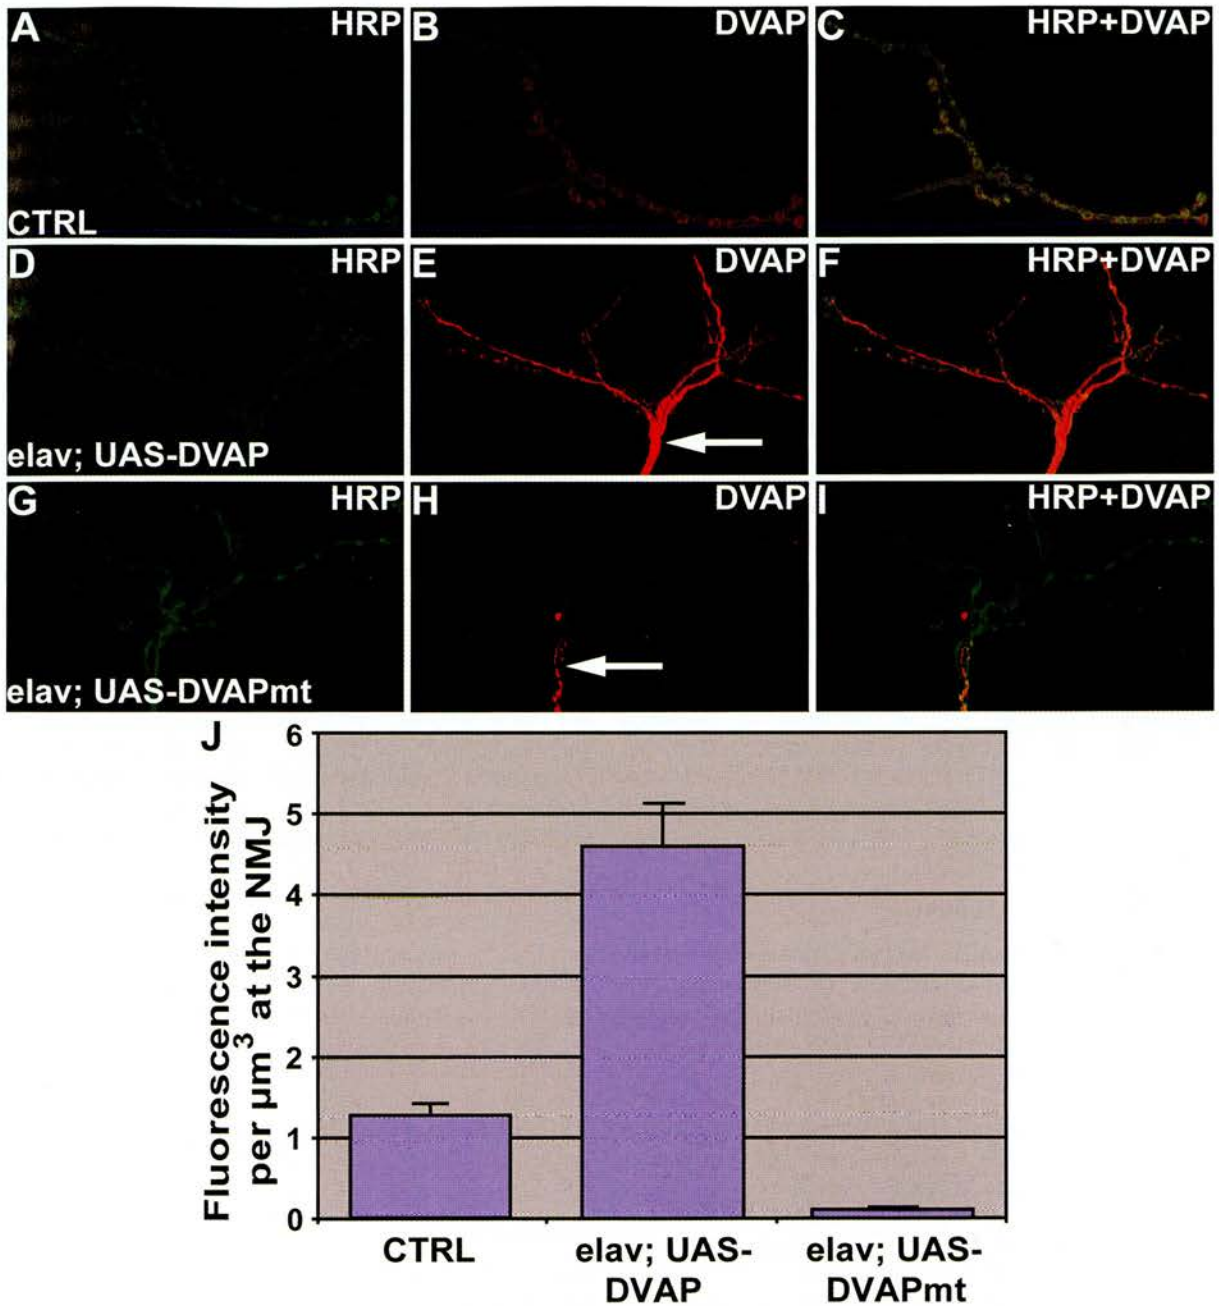 A HRP
B DVAP
C HRP+DVAP
CTRL
D HRP
E DVAP
F HRP+DVAP
elav; UAS-DVAP
G HRP
H DVAP
I HRP+DVAP
elav; UAS-DVAPmt
J
Fluorescence intensity
per µm³ at the NMJ
6
5
4
3
2
1
0
CTRL
elav; UAS-
DVAP
elav; UAS-
DVAPmt